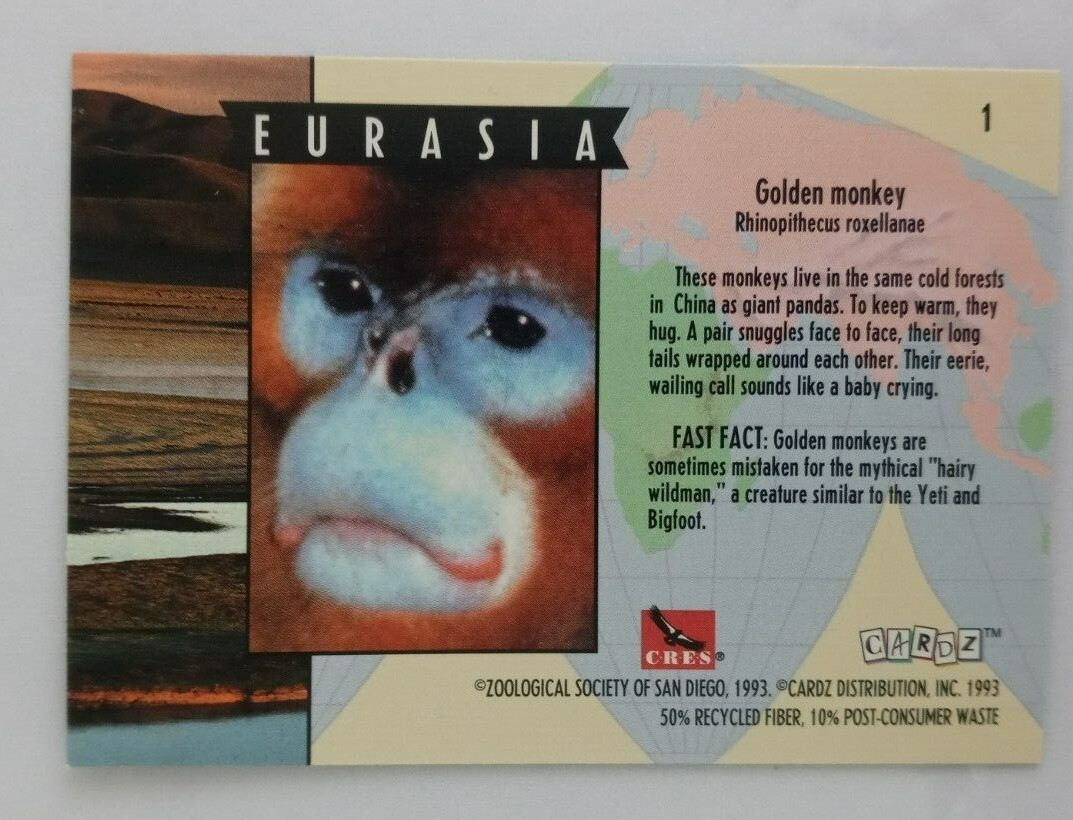 EURASIA
1
Golden monkey
Rhinopithecus roxellanae
These monkeys live in the same cold forests
in China as giant pandas. To keep warm, they
hug. A pair snuggles face to face, their long
tails wrapped around each other. Their eerie,
wailing call sounds like a baby crying.
FAST FACT: Golden monkeys are
sometimes mistaken for the mythical "hairy
wildman," a creature similar to the Yeti and
Bigfoot.
C·R·E·S®
CARDZ™
©ZOOLOGICAL SOCIETY OF SAN DIEGO, 1993. ©CARDZ DISTRIBUTION, INC. 1993
50% RECYCLED FIBER, 10% POST-CONSUMER WASTE